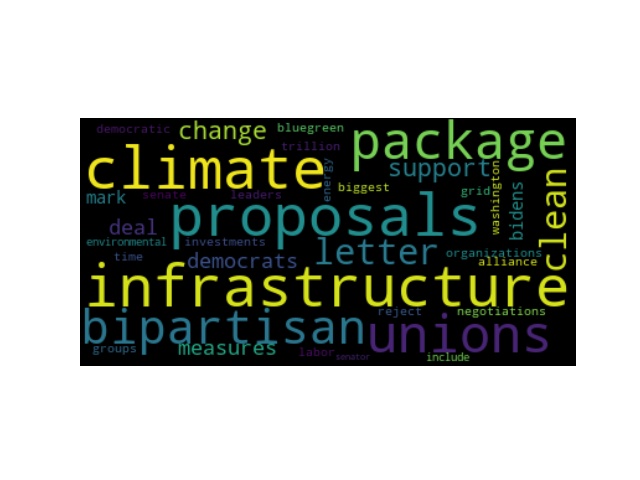 democratic change bluegreen package
climate trillion support
mark senate leaders energy biggest grid washington bidens clean
deal proposals
environmental investments letter organizations
time democrats alliance
infrastructure
bipartisan reject negotiations
unions
groups measures labor senator include